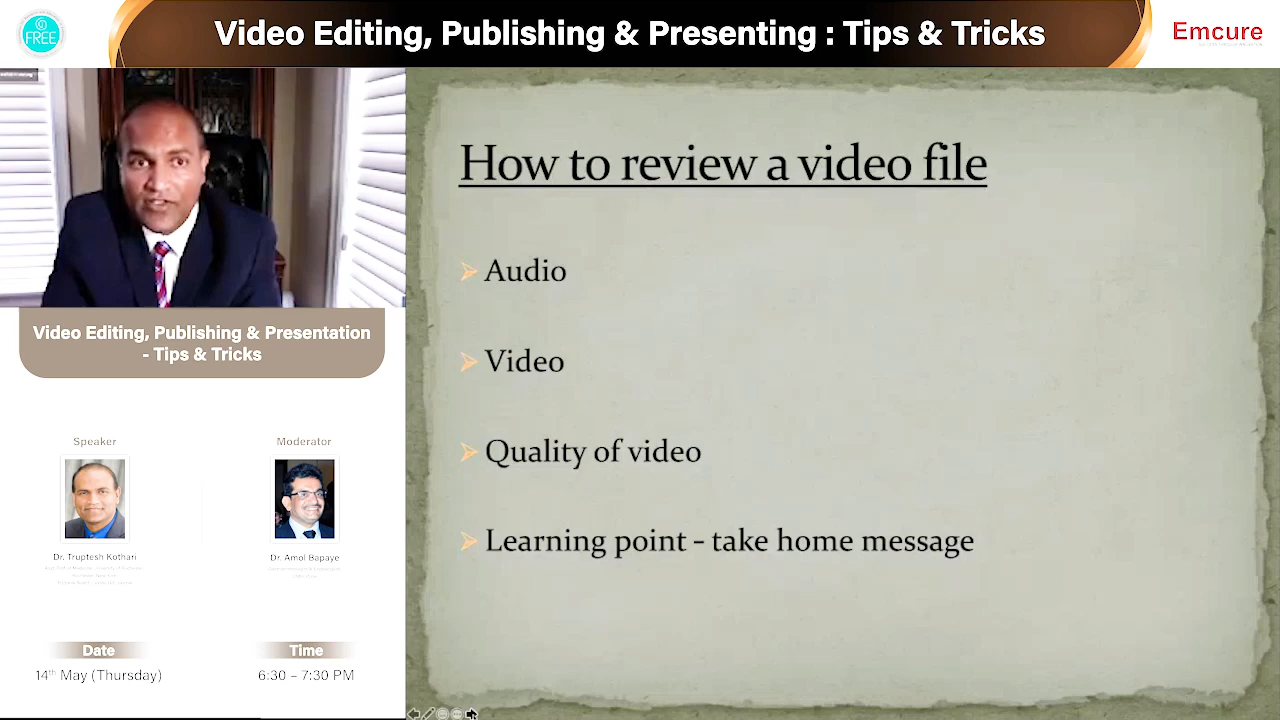 FREE
Video Editing, Publishing & Presenting : Tips & Tricks
Emcure
How to review a video file
Audio
Video
Quality of video
Learning point - take home message
Video Editing, Publishing & Presentation
- Tips & Tricks
Speaker
Moderator
Dr. Truptesh Kothari
Dr. Amol Bapaye
Date
Time
14th May (Thursday)
6:30 – 7:30 PM